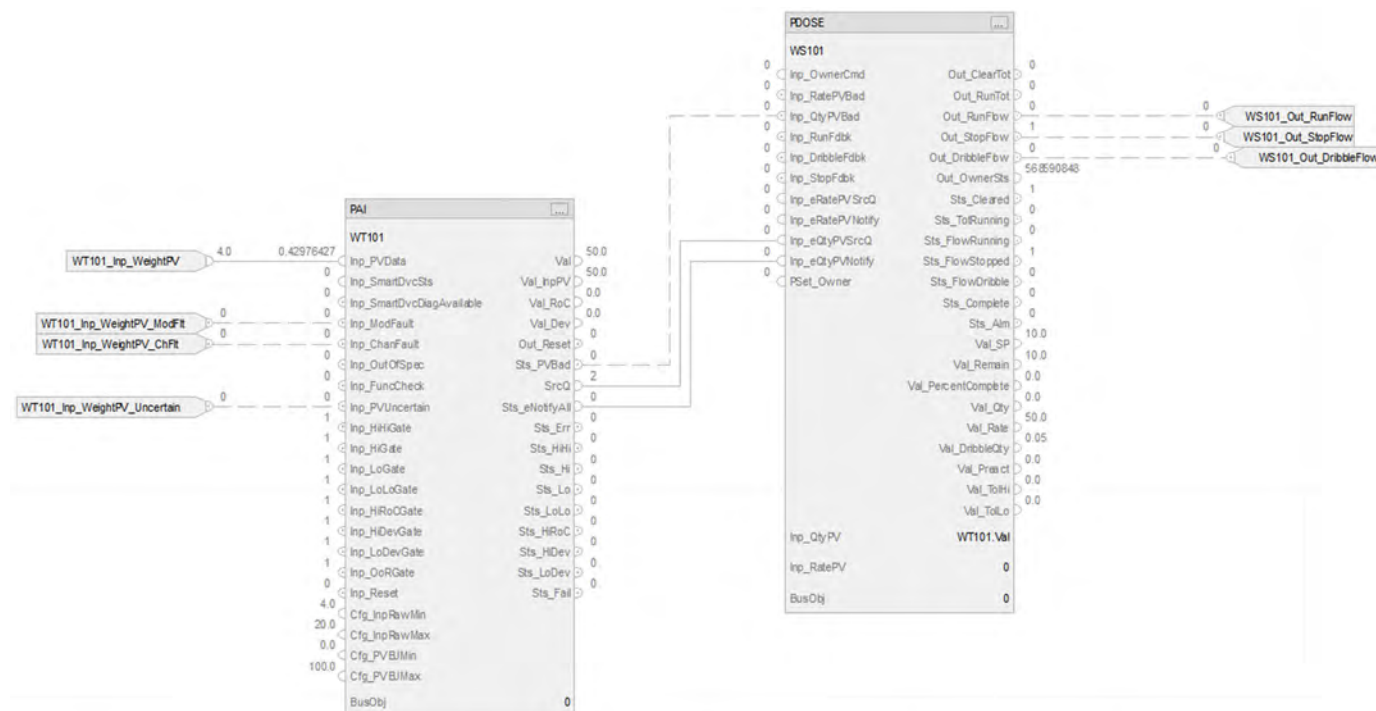 PDOSE ...
WS101
0 Inp_OwnerCmd Out_ClearTot 0
0 Inp_RatePVBad Out_RunTot 0
0 Inp_QtyPVBad Out_RunFlow 0 0 WS101_Out_RunFlow
0 Inp_RunFdbk Out_StopFlow 1 0 WS101_Out_StopFlow
0 Inp_DribbleFdbk Out_DribbleFlow 0 0 WS101_Out_DribbleFlow
0 Inp_StopFdbk Out_OwnerSts 568590848
0 Inp_eRatePVSrcQ Sts_Cleared 1
0 Inp_eRatePVNotify Sts_TotRunning 0
0 Inp_eQtyPVSrcQ Sts_FlowRunning 0
0 Inp_eQtyPVNotify Sts_FlowStopped 1
0 PSet_Owner Sts_FlowDribble 0
Sts_Complete 0
Sts_Alm 0
Val_SP 10.0
Val_Remain 10.0
Val_PercentComplete 0.0
Val_Qty 0.0
Val_Rate 50.0
Val_DribbleQty 0.05
Val_Preact 0.0
Val_TolHi 0.0
Val_TolLo 0.0
Inp_QtyPV WT101.Val
Inp_RatePV 0
BusObj 0
PAI ...
WT101
WT101_Inp_WeightPV 4.0 0.42976427 Inp_PVData Val 50.0
0 Inp_SmartDvcSts Val_InpPV 50.0
0 Inp_SmartDvcDiagAvailable Val_RoC 0.0
WT101_Inp_WeightPV_ModFlt 0 0 Inp_ModFault Val_Dev 0.0
WT101_Inp_WeightPV_ChFlt 0 0 Inp_ChanFault Out_Reset 0
0 Inp_OutOfSpec Sts_PVBad 0
0 Inp_FuncCheck SrcQ 2
WT101_Inp_WeightPV_Uncertain 0 0 Inp_PVUncertain Sts_eNotifyAll 0
1 Inp_HiHiGate Sts_Err 0
1 Inp_HiGate Sts_HiHi 0
1 Inp_LoGate Sts_Hi 0
1 Inp_LoLoGate Sts_Lo 0
1 Inp_HiRoCGate Sts_LoLo 0
1 Inp_HiDevGate Sts_HiRoC 0
1 Inp_LoDevGate Sts_HiDev 0
1 Inp_OoRGate Sts_LoDev 0
0 Inp_Reset Sts_Fail 0
4.0 Cfg_InpRawMin
20.0 Cfg_InpRawMax
0.0 Cfg_PVEUMin
100.0 Cfg_PVEUMax
BusObj 0